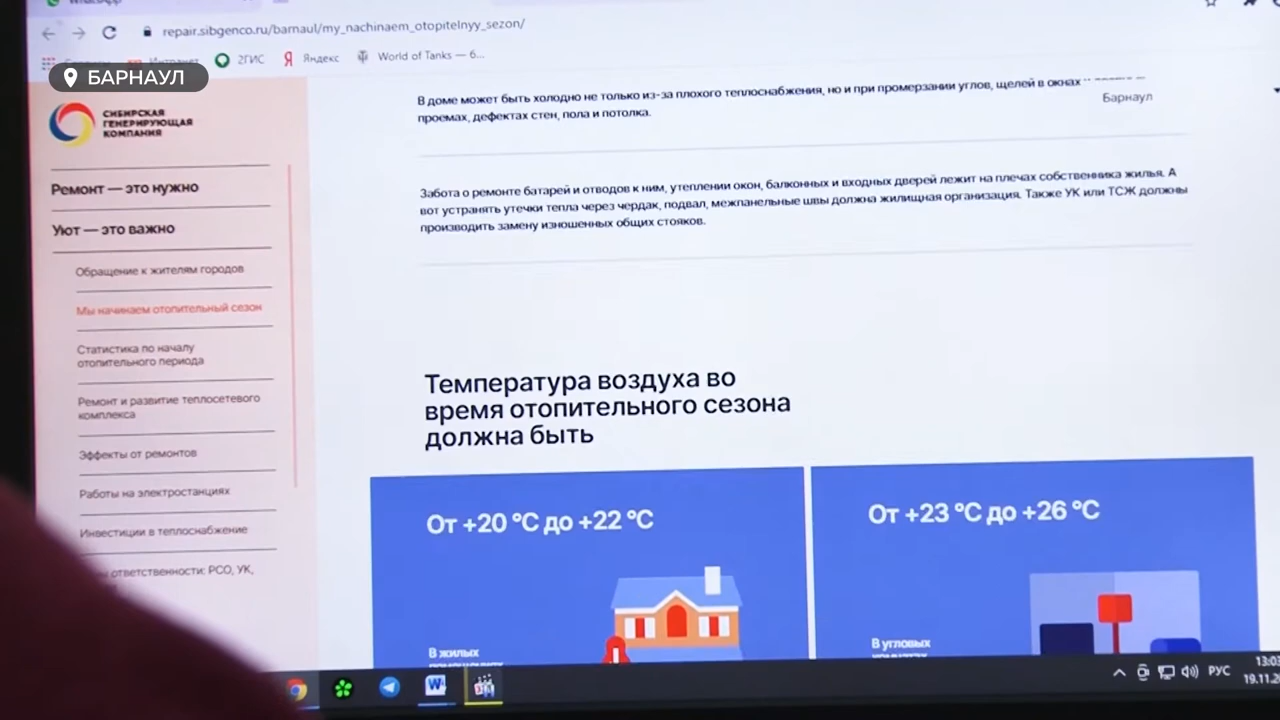 WhatsApp
repair.sibgenco.ru/barnaul/my_nachinaem_otopitelnyy_sezon/
2ГИС
Яндекс
World of Tanks — 6...
БАРНАУЛ
СИБИРСКАЯ
ГЕНЕРИРУЮЩАЯ
КОМПАНИЯ
Ремонт — это нужно
Уют — это важно
Обращение к жителям городов
Мы начинаем отопительный сезон
Статистика по началу
отопительного периода
Ремонт и развитие теплосетевого
комплекса
Эффекты от ремонтов
Работы на электростанциях
Инвестиции в теплоснабжение
ответственности: РСО, УК,
В доме может быть холодно не только из-за плохого теплоснабжения, но и при промерзании углов, щелей в окнах
проемах, дефектах стен, пола и потолка.
Барнаул
Забота о ремонте батарей и отводов к ним, утеплении окон, балконных и входных дверей лежит на плечах собственника жилья. А
вот устранять утечки тепла через чердак, подвал, межпанельные швы должна жилищная организация. Также УК или ТСЖ должны
производить замену изношенных общих стояков.
Температура воздуха во
время отопительного сезона
должна быть
От +20 °С до +22 °С
В жилых
От +23 °С до +26 °С
В угловых
РУС
13:03
19.11.20